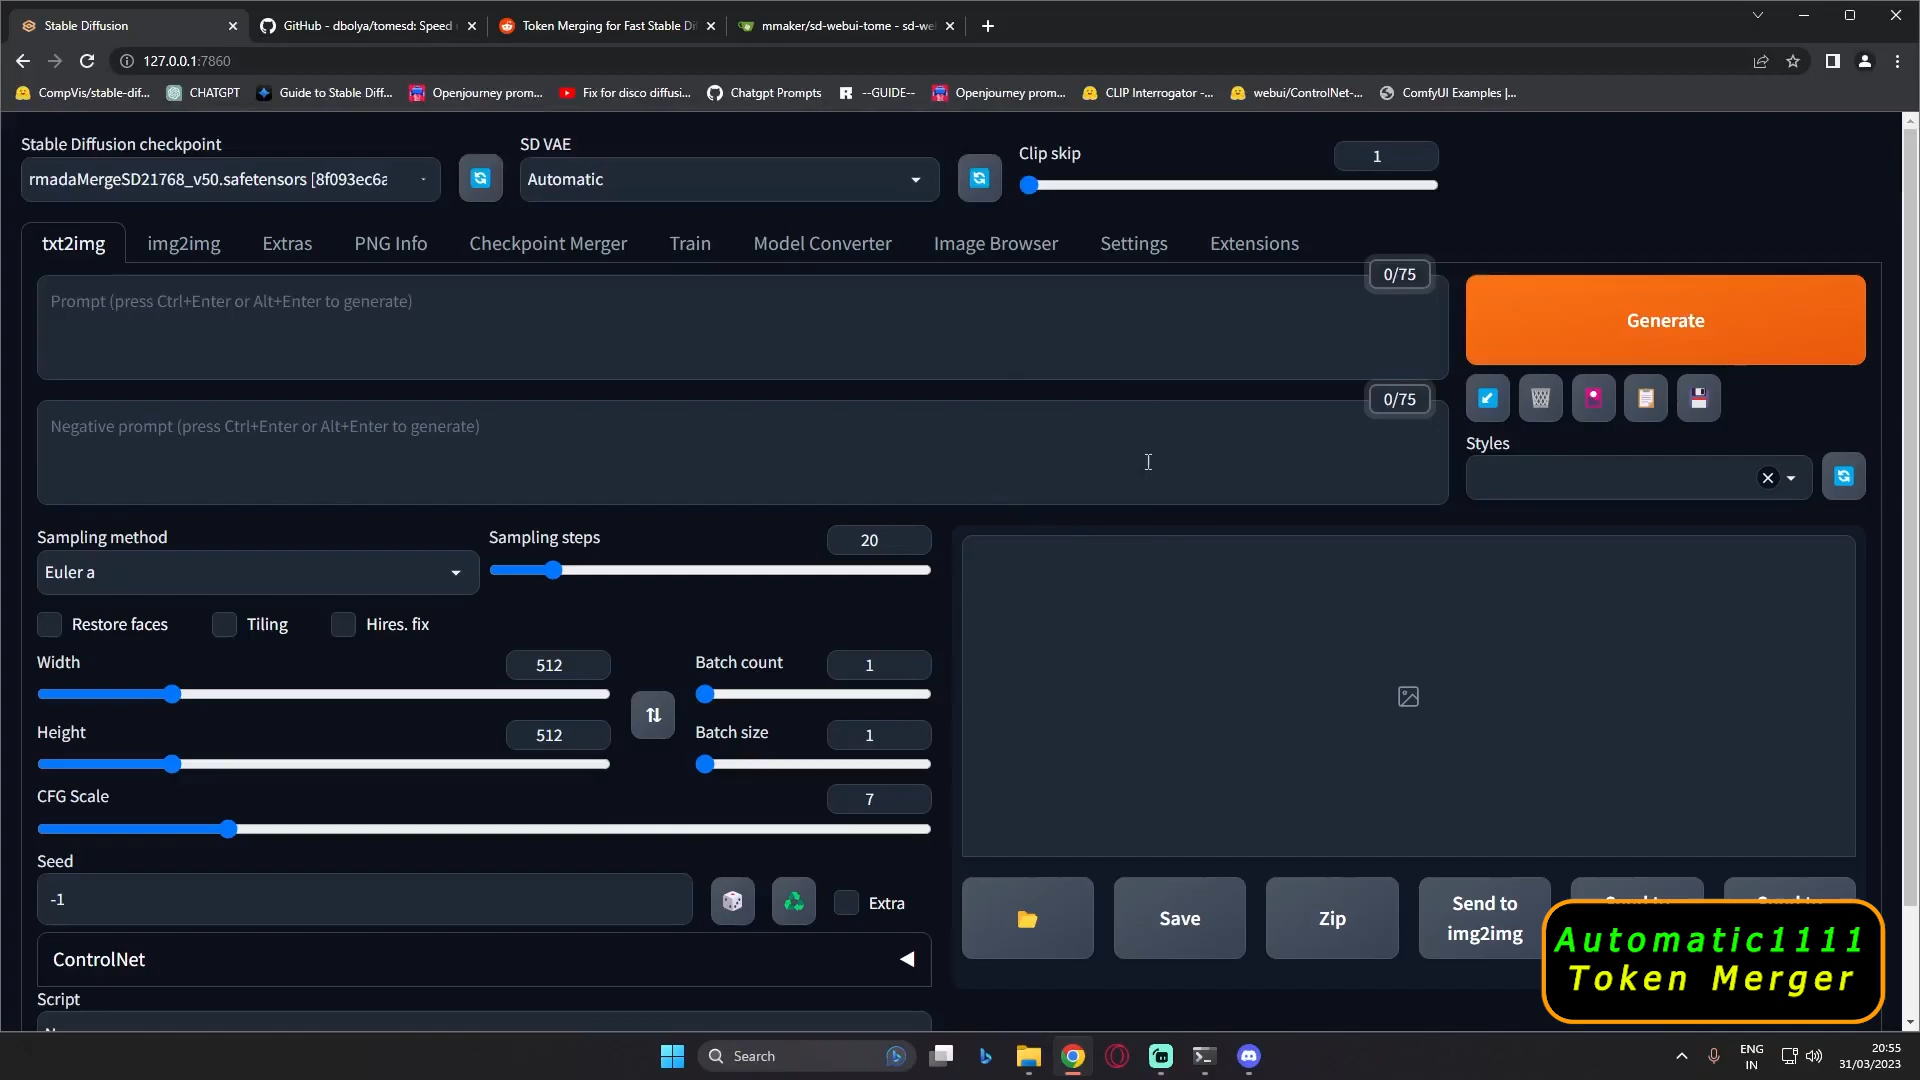 Stable Diffusion
GitHub - dbolya/tomesd: Speed
Token Merging for Fast Stable Di
mmaker/sd-webui-tome - sd-we
127.0.0.1:7860
CompVis/stable-dif...
CHATGPT
Guide to Stable Diff...
Openjourney prom...
Fix for disco diffusi...
Chatgpt Prompts
R --GUIDE--
Openjourney prom...
CLIP Interrogator -...
webui/ControlNet-...
ComfyUI Examples |...
Stable Diffusion checkpoint
rmadaMergeSD21768_v50.safetensors [8f093ec6a
SD VAE
Automatic
Clip skip
1
txt2img
img2img
Extras
PNG Info
Checkpoint Merger
Train
Model Converter
Image Browser
Settings
Extensions
Prompt (press Ctrl+Enter or Alt+Enter to generate)
0/75
Generate
Negative prompt (press Ctrl+Enter or Alt+Enter to generate)
0/75
Styles
Sampling method
Euler a
Sampling steps
20
Restore faces
Tiling
Hires. fix
Width
512
Batch count
1
Height
512
Batch size
1
CFG Scale
7
Seed
-1
Extra
ControlNet
Script
Save
Zip
Send to
img2img
Automatic1111
Token Merger
Search
ENG
IN
20:55
31/03/2023